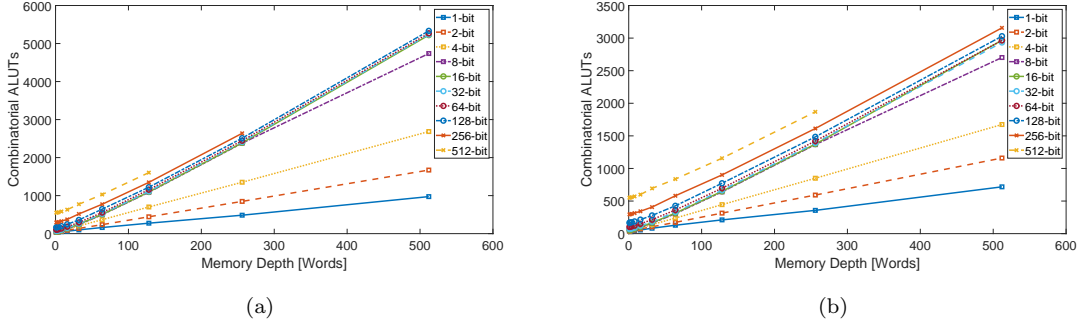 6000
5000
4000
3000
2000
1000
0
Combinatorial ALUTs
0 100 200 300 400 500 600
Memory Depth [Words]
1-bit
2-bit
4-bit
8-bit
16-bit
32-bit
64-bit
128-bit
256-bit
512-bit
(a)
3500
3000
2500
2000
1500
1000
500
0
Combinatorial ALUTs
0 100 200 300 400 500 600
Memory Depth [Words]
1-bit
2-bit
4-bit
8-bit
16-bit
32-bit
64-bit
128-bit
256-bit
512-bit
(b)